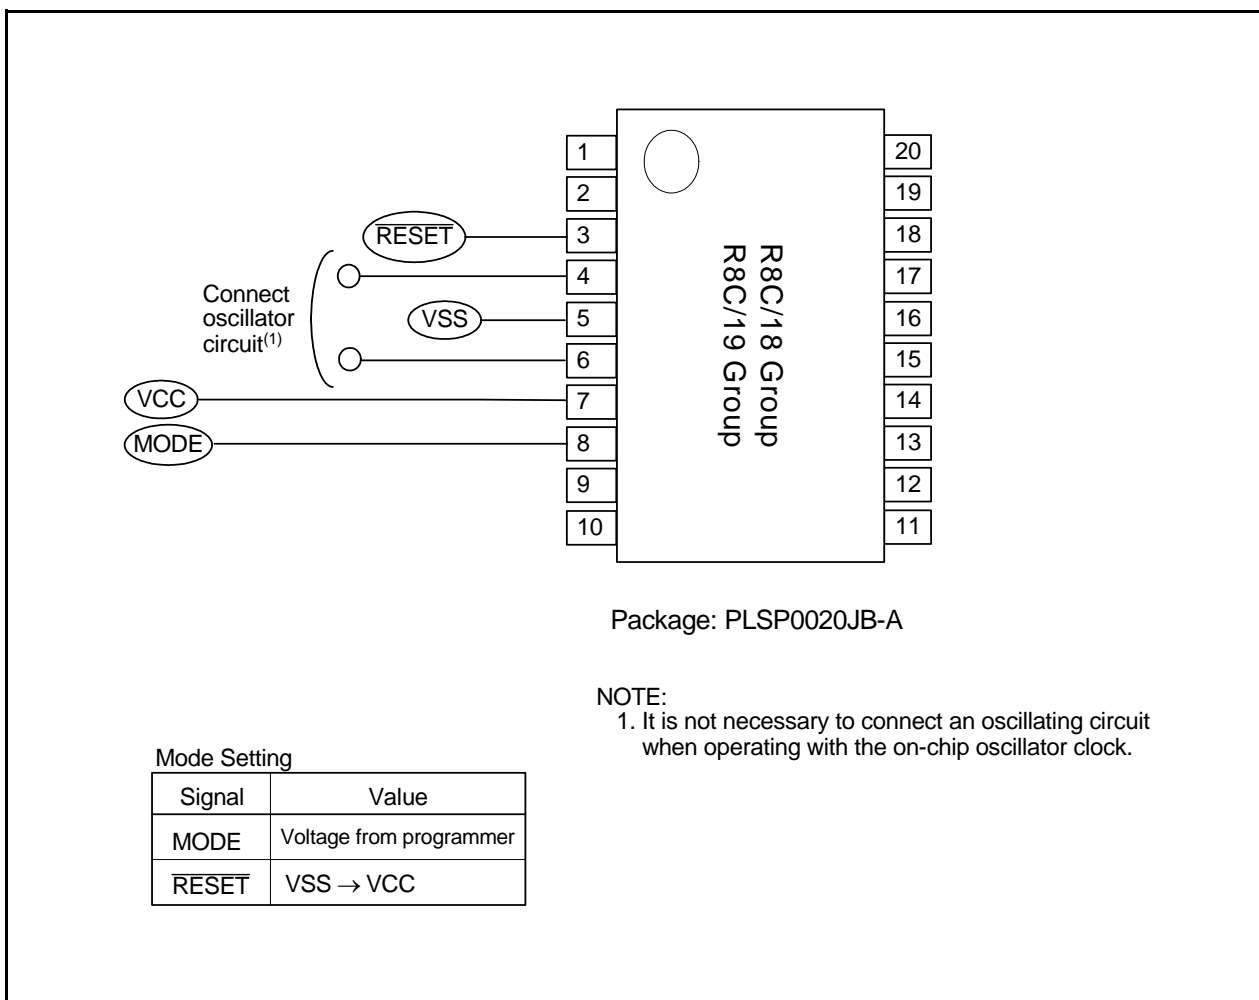 1
20
2
19
RESET
3
18
4
17
Connect
oscillator
circuit(1)
VSS
5
16
6
15
VCC
7
14
MODE
8
13
9
12
10
11
R8C/18 Group
R8C/19 Group
Package: PLSP0020JB-A
NOTE:
1. It is not necessary to connect an oscillating circuit
when operating with the on-chip oscillator clock.
Mode Setting
Signal Value
MODE Voltage from programmer
RESET VSS → VCC